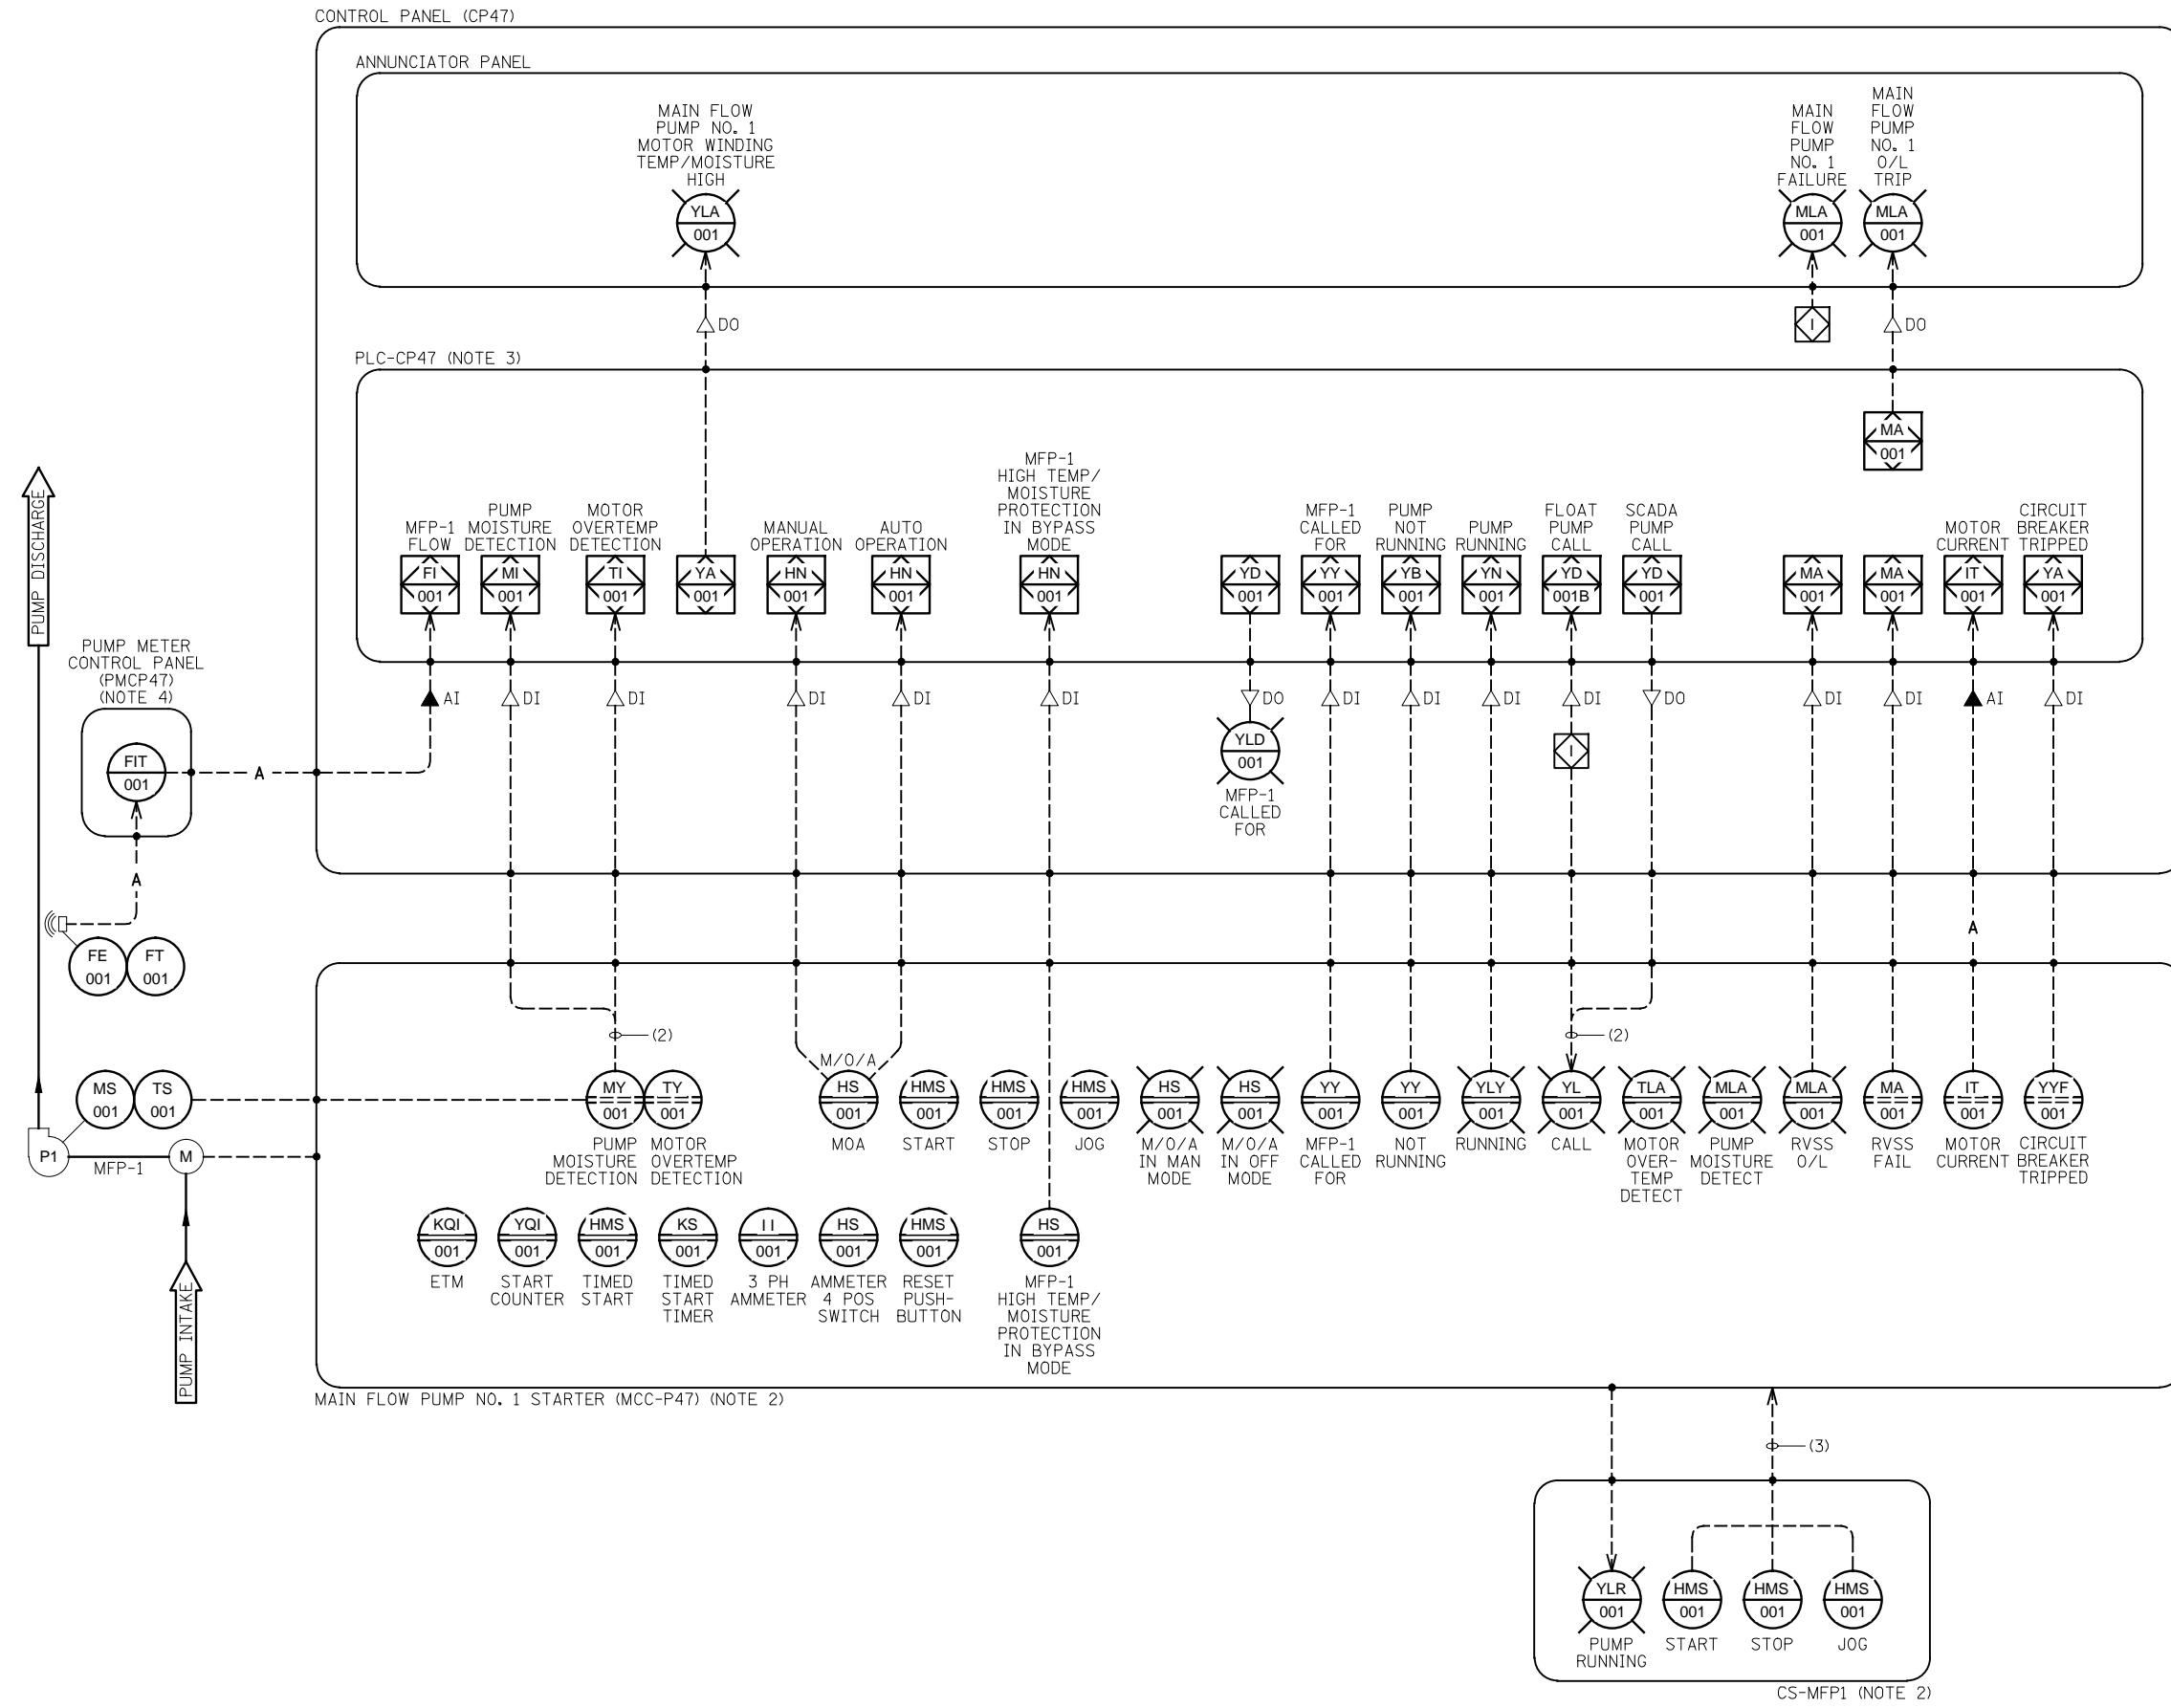 CONTROL PANEL (CP47)
ANNUNCIATOR PANEL
MAIN FLOW
PUMP NO. 1
MOTOR WINDING
TEMP/MOISTURE
HIGH
YLA
001
MAIN
FLOW
PUMP
NO. 1
FAILURE
MLA
001
MAIN
FLOW
PUMP
NO. 1
O/L
TRIP
MLA
001
DO
I
DO
PLC-CP47 (NOTE 3)
MA
001
MFP-1
FLOW
FI
001
PUMP
MOISTURE
DETECTION
MI
001
MOTOR
OVERTEMP
DETECTION
TI
001
YA
001
MANUAL
OPERATION
HN
001
AUTO
OPERATION
HN
001
MFP-1
HIGH TEMP/
MOISTURE
PROTECTION
IN BYPASS
MODE
HN
001
YD
001
MFP-1
CALLED
FOR
YY
001
PUMP
NOT
RUNNING
YB
001
PUMP
RUNNING
YN
001
FLOAT
PUMP
CALL
YD
001B
SCADA
PUMP
CALL
YD
001
MA
001
MA
001
MOTOR
CURRENT
IT
001
CIRCUIT
BREAKER
TRIPPED
YA
001
AI
DI
DI
DI
DI
DI
DO
DI
DI
DI
DI
DO
DI
DI
AI
DI
YLD
001
MFP-1
CALLED
FOR
I
PUMP DISCHARGE
PUMP METER
CONTROL PANEL
(PMCP47)
(NOTE 4)
FIT
001
A
A
FE
001
FT
001
A
(2)
(2)
MS
001
TS
001
P1
MFP-1
M
PUMP INTAKE
MY
001
PUMP
MOISTURE
DETECTION
TY
001
MOTOR
OVERTEMP
DETECTION
M/O/A
HS
001
MOA
HMS
001
START
HMS
001
STOP
HMS
001
JOG
HS
001
M/O/A
IN MAN
MODE
HS
001
M/O/A
IN OFF
MODE
YY
001
MFP-1
CALLED
FOR
YY
001
NOT
RUNNING
YLY
001
RUNNING
YL
001
CALL
TLA
001
MOTOR
OVER-
TEMP
DETECT
MLA
001
PUMP
MOISTURE
DETECT
MLA
001
RVSS
O/L
MA
001
RVSS
FAIL
IT
001
MOTOR
CURRENT
YYF
001
CIRCUIT
BREAKER
TRIPPED
KQI
001
ETM
YQI
001
START
COUNTER
HMS
001
TIMED
START
KS
001
TIMED
START
TIMER
II
001
3 PH
AMMETER
HS
001
AMMETER
4 POS
SWITCH
HMS
001
RESET
PUSH-
BUTTON
HS
001
MFP-1
HIGH TEMP/
MOISTURE
PROTECTION
IN BYPASS
MODE
MAIN FLOW PUMP NO. 1 STARTER (MCC-P47) (NOTE 2)
(3)
YLR
001
PUMP
RUNNING
HMS
001
START
HMS
001
STOP
HMS
001
JOG
CS-MFP1 (NOTE 2)